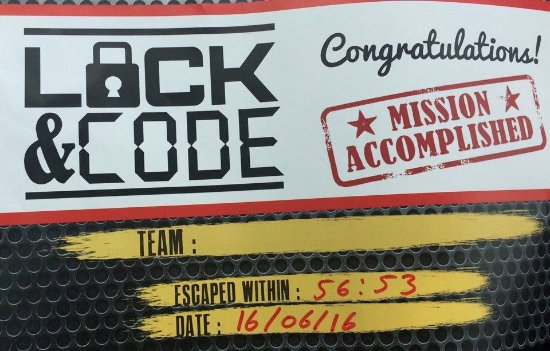 LOCK
&CODE
Congratulations!
MISSION
ACCOMPLISHED
TEAM :
ESCAPED WITHIN : 56:53
DATE : 16/06/16